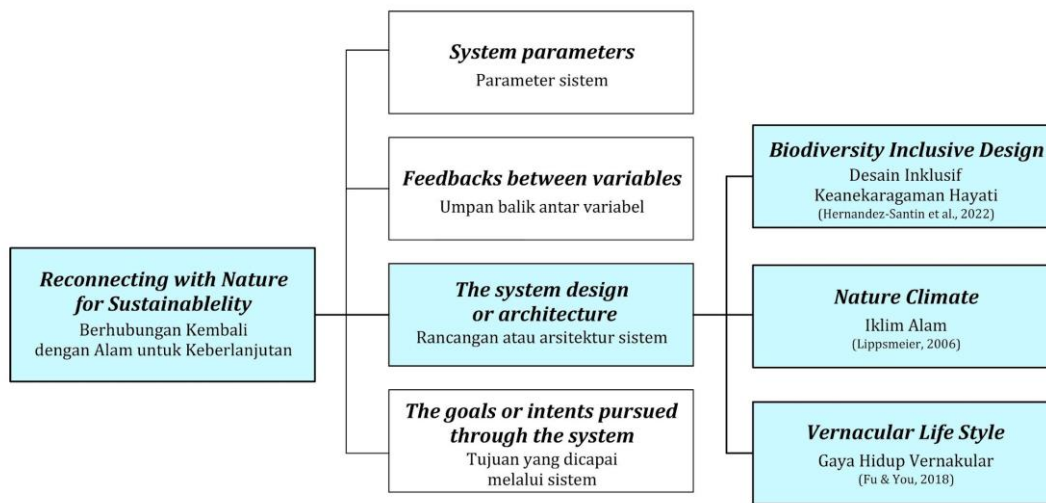 Reconnecting with Nature
for Sustainablelity
Berhubungan Kembali
dengan Alam untuk Keberlanjutan
System parameters
Parameter sistem
Feedbacks between variables
Umpan balik antar variabel
The system design
or architecture
Rancangan atau arsitektur sistem
The goals or intents pursued
through the system
Tujuan yang dicapai
melalui sistem
Biodiversity Inclusive Design
Desain Inklusif
Keanekaragaman Hayati
(Hernandez-Santin et al., 2022)
Nature Climate
Iklim Alam
(Lippsmeier, 2006)
Vernacular Life Style
Gaya Hidup Vernakular
(Fu & You, 2018)